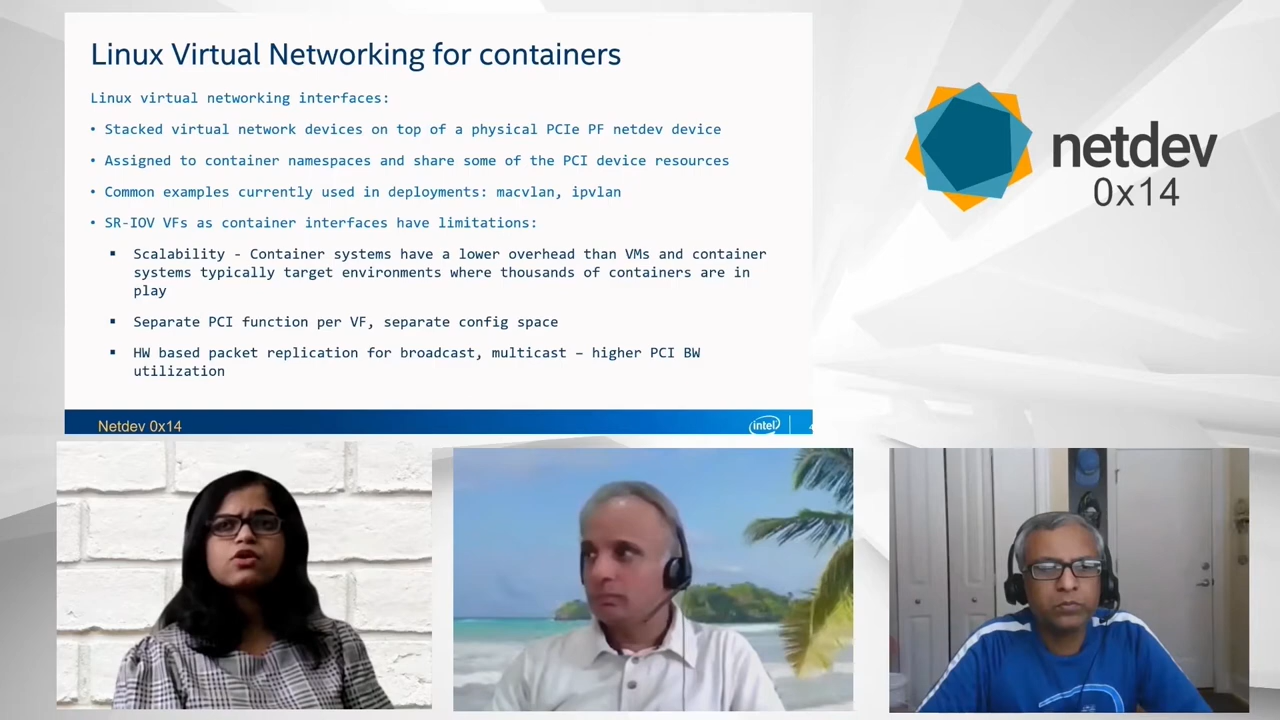 Linux Virtual Networking for containers
Linux virtual networking interfaces:
• Stacked virtual network devices on top of a physical PCIe PF netdev device
• Assigned to container namespaces and share some of the PCI device resources
• Common examples currently used in deployments: macvlan, ipvlan
• SR-IOV VFs as container interfaces have limitations:
▪ Scalability - Container systems have a lower overhead than VMs and container
systems typically target environments where thousands of containers are in
play
▪ Separate PCI function per VF, separate config space
▪ HW based packet replication for broadcast, multicast – higher PCI BW
utilization
Netdev 0x14
intel
netdev
0x14